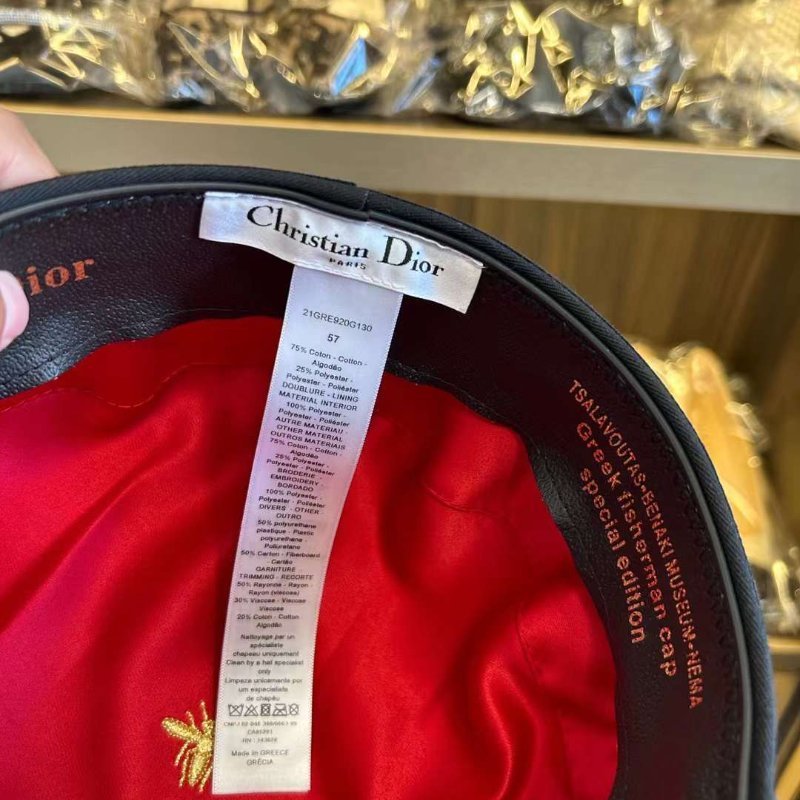 Christian Dior
PARIS
ior
21GRE920G130
57
75% Coton - Cotton -
Algodão
25% Polyester -
Polyester - Poliéster
DOUBLURE - LINING
MATERIAL INTERIOR
100% Polyester -
Polyester - Poliéster
AUTRE MATERIAU -
OTHER MATERIAL
OUTROS MATERIAIS
75% Coton - Cotton -
Algodão
25% Polyester -
Polyester - Poliéster
BRODERIE -
EMBROIDERY
BORDADO
100% Polyester -
Polyester - Poliéster
DIVERS - OTHER
OUTRO
50% polyuréthane
plastique - Plastic
polyurethane -
Poliuretano
50% Carton - Fiberboard
Cartão
GARNITURE
TRIMMING - RECORTE
50% Rayonne - Rayon -
Rayon (viscose)
30% Viscose - Viscose
Viscose
20% Coton - Cotton
Algodão
Nettoyage par un
spécialiste
chapeau uniquement
Clean by a hat specialist
only
Limpeza unicamente por
um especialista
de chapéu
Made in GREECE
GRÉCIA
TSALAVOUTAS-BENAKI MUSEUM-NEMA
Greek fisherman cap
special edition